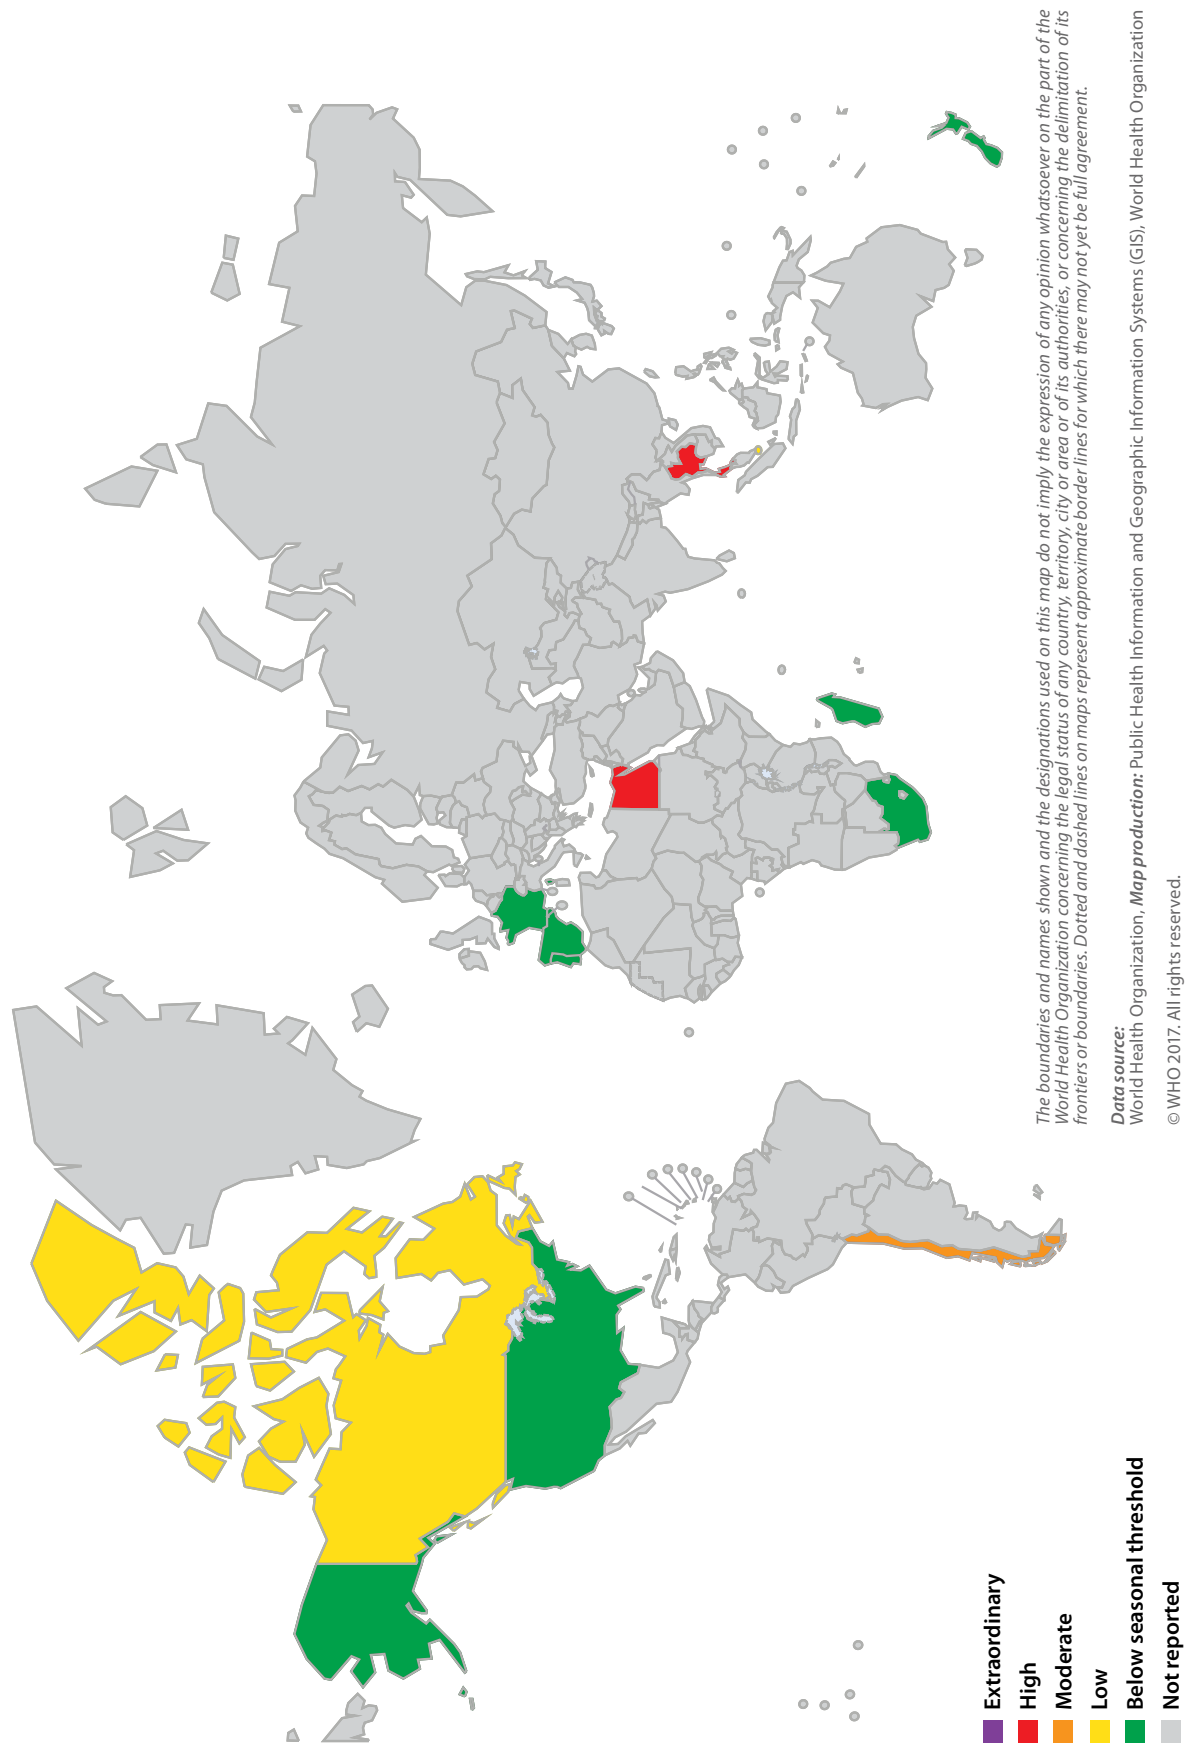 Extraordinary
High
Moderate
Low
Below seasonal threshold
Not reported
The boundaries and names shown and the designations used on this map do not imply the expression of any opinion whatsoever on the part of the
World Health Organization concerning the legal status of any country, territory, city or area or of its authorities, or concerning the delimitation of its
frontiers or boundaries. Dotted and dashed lines on maps represent approximate border lines for which there may not yet be full agreement.
Data source:
World Health Organization, Map production: Public Health Information and Geographic Information Systems (GIS), World Health Organization
© WHO 2017. All rights reserved.